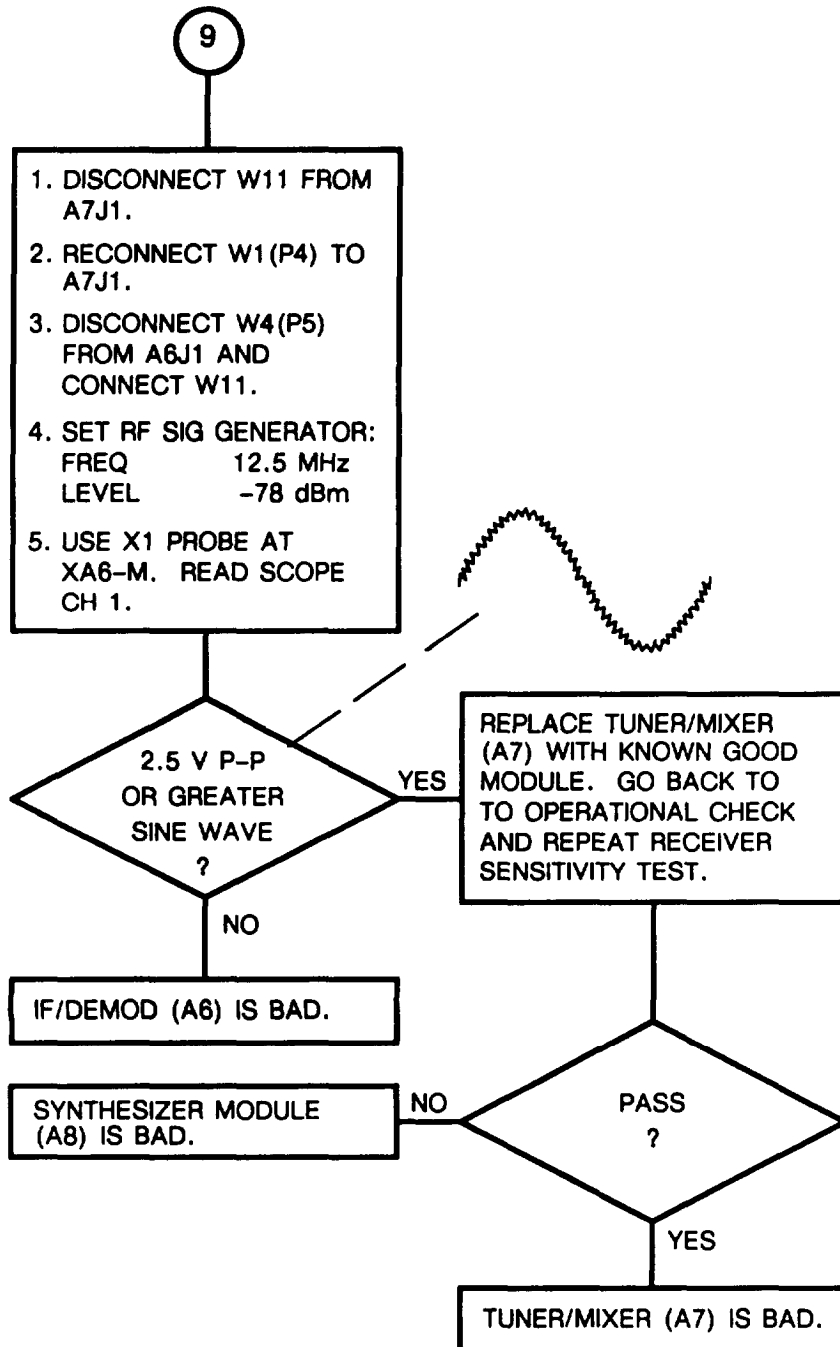 9
1. DISCONNECT W11 FROM
A7J1.
2. RECONNECT W1(P4) TO
A7J1.
3. DISCONNECT W4(P5)
FROM A6J1 AND
CONNECT W11.
4. SET RF SIG GENERATOR:
FREQ 12.5 MHz
LEVEL -78 dBm
5. USE X1 PROBE AT
XA6-M. READ SCOPE
CH 1.
2.5 V P-P
OR GREATER
SINE WAVE
?
YES
REPLACE TUNER/MIXER
(A7) WITH KNOWN GOOD
MODULE. GO BACK TO
TO OPERATIONAL CHECK
AND REPEAT RECEIVER
SENSITIVITY TEST.
NO
IF/DEMOD (A6) IS BAD.
PASS
?
NO
SYNTHESIZER MODULE
(A8) IS BAD.
YES
TUNER/MIXER (A7) IS BAD.